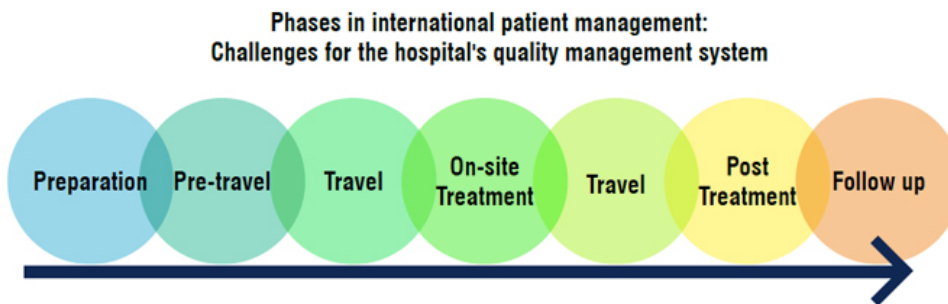 Phases in international patient management:
Challenges for the hospital's quality management system
Preparation
Pre-travel
Travel
On-site
Treatment
Travel
Post
Treatment
Follow up